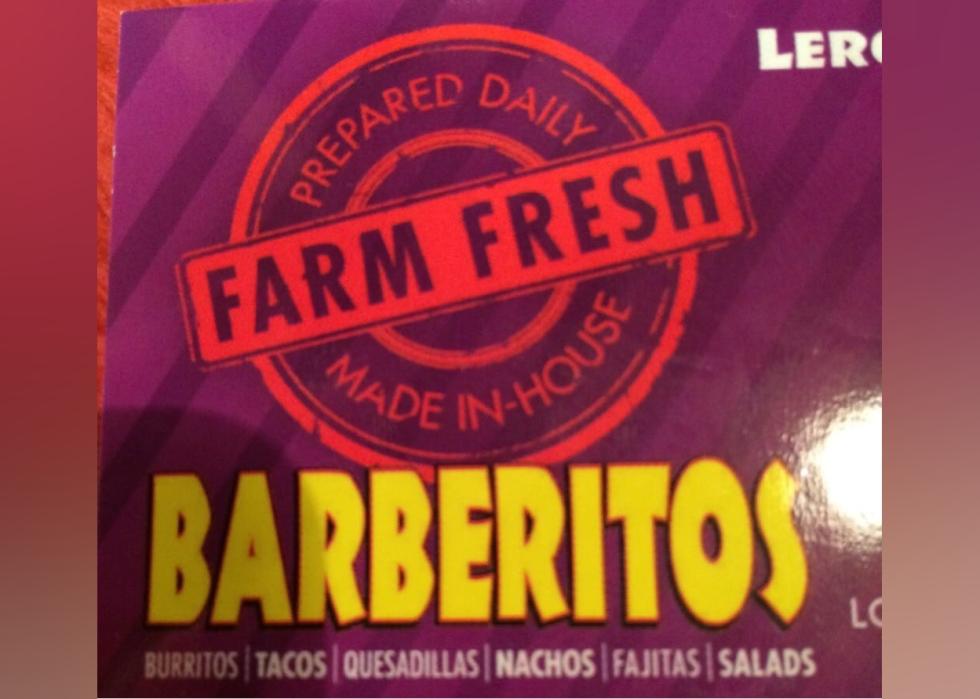 PREPARED DAILY
FARM FRESH
MADE IN-HOUSE
BARBERITOS
BURRITOS | TACOS | QUESADILLAS | NACHOS | FAJITAS | SALADS